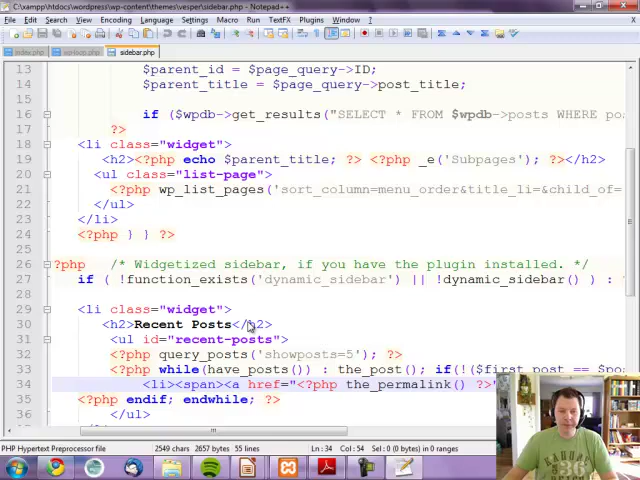 C:\xampp\htdocs\wordpress\wp-content\themes\vesper\sidebar.php - Notepad++
File Edit Search View Encoding Language Settings Macro Run TextFX Plugins Window ?
index.php wp-loop.php sidebar.php
13 $parent_id = $page_query->ID;
14 $parent_title = $page_query->post_title;
15
16 if ($wpdb->get_results("SELECT * FROM $wpdb->posts WHERE pos
17 ?>
18 <li class="widget">
19 <h2><?php echo $parent_title; ?> <?php _e('Subpages'); ?></h2>
20 <ul class="list-page">
21 <?php wp_list_pages('sort_column=menu_order&title_li=&child_of=
22 </ul>
23 </li>
24 <?php } } ?>
25
26 ?php /* Widgetized sidebar, if you have the plugin installed. */
27 if ( !function_exists('dynamic_sidebar') || !dynamic_sidebar() ) : ?
28
29 <li class="widget">
30 <h2>Recent Posts</h2>
31 <ul id="recent-posts">
32 <?php query_posts('showposts=5'); ?>
33 <?php while(have_posts()) : the_post(); if(!($first_post == $po
34 <li><span><a href="<?php the_permalink() ?>"
35 <?php endif; endwhile; ?>
36 </ul>
PHP Hypertext Preprocessor file 2549 chars 2657 bytes 55 lines Ln : 34 Col : 54 Sel : 0 (0 bytes) in 0 ranges